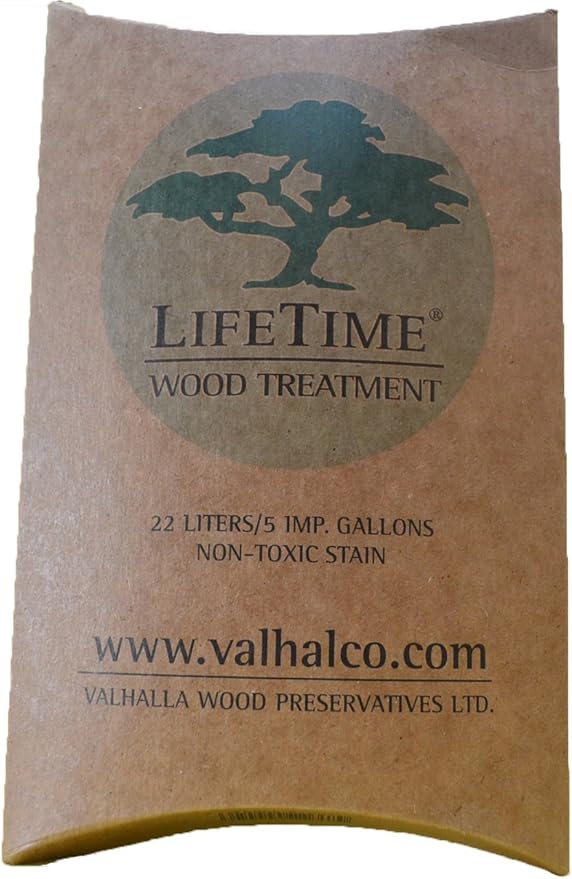 LIFETIME®
WOOD TREATMENT
22 LITERS/5 IMP. GALLONS
NON-TOXIC STAIN
www.valhalco.com
VALHALLA WOOD PRESERVATIVES LTD.